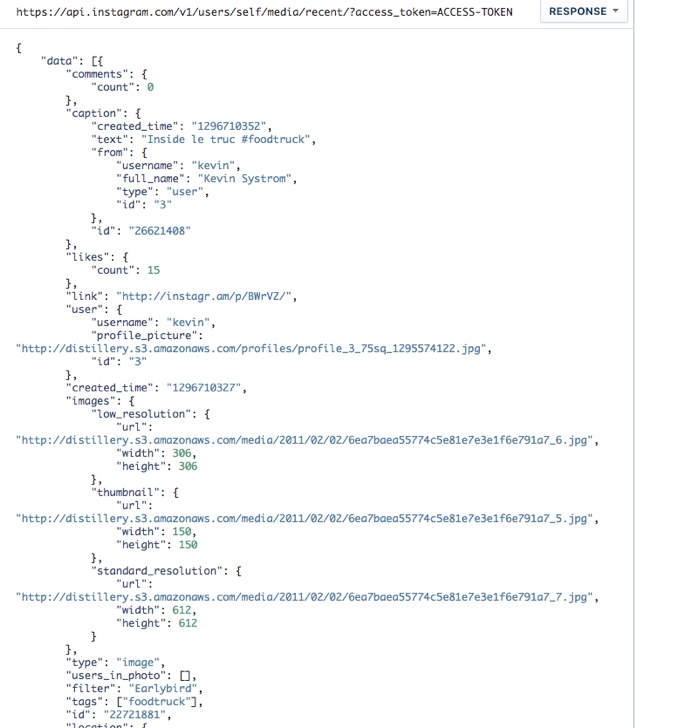 https://api.instagram.com/v1/users/self/media/recent/?access_token=ACCESS-TOKEN
RESPONSE
{
"data": [{
"comments": {
"count": 0
},
"caption": {
"created_time": "1296710352",
"text": "Inside le truc #foodtruck",
"from": {
"username": "kevin",
"full_name": "Kevin Systrom",
"type": "user",
"id": "3"
},
"id": "26621408"
},
"likes": {
"count": 15
},
"link": "http://instagr.am/p/BWrVZ/",
"user": {
"username": "kevin",
"profile_picture":
"http://distillery.s3.amazonaws.com/profiles/profile_3_75sq_1295574122.jpg",
"id": "3"
},
"created_time": "1296710327",
"images": {
"low_resolution": {
"url":
"http://distillery.s3.amazonaws.com/media/2011/02/02/6ea7baea55774c5e81e7e3e1f6e791a7_6.jpg",
"width": 306,
"height": 306
},
"thumbnail": {
"url":
"http://distillery.s3.amazonaws.com/media/2011/02/02/6ea7baea55774c5e81e7e3e1f6e791a7_5.jpg",
"width": 150,
"height": 150
},
"standard_resolution": {
"url":
"http://distillery.s3.amazonaws.com/media/2011/02/02/6ea7baea55774c5e81e7e3e1f6e791a7_7.jpg",
"width": 612,
"height": 612
}
},
"type": "image",
"users_in_photo": [],
"filter": "Earlybird",
"tags": ["foodtruck"],
"id": "22721881",
"location": {